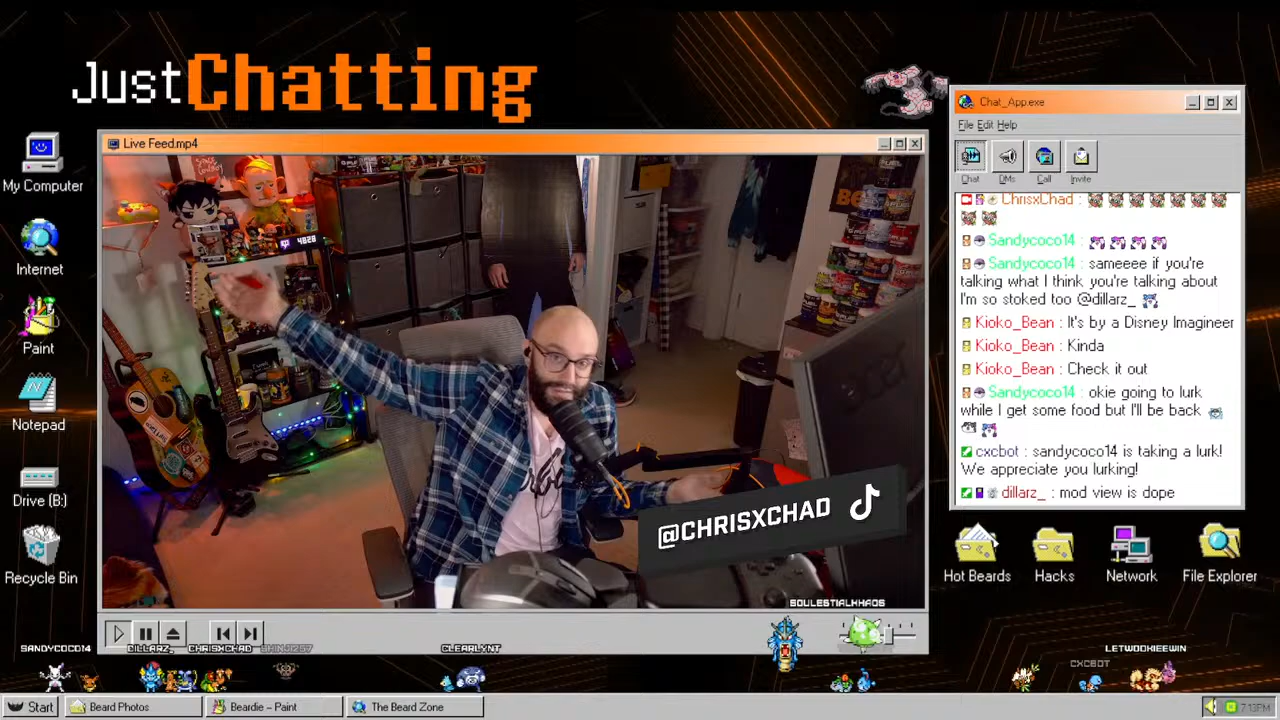 JustChatting
Live Feed.mp4
My Computer
Internet
Paint
Notepad
Drive (B:)
Recycle Bin
4828
@CHRISXCHAD
Chat_App.exe
File Edit Help
Chat DMs Call Invite
ChrisxChad :
Sandycoco14 :
Sandycoco14 : sameeee if you're
talking what I think you're talking about
I'm so stoked too @dillarz_
Kioko_Bean : It's by a Disney Imagineer
Kioko_Bean : Kinda
Kioko_Bean : Check it out
Sandycoco14 : okie going to lurk
while I get some food but I'll be back
cxcbot : sandycoco14 is taking a lurk!
We appreciate you lurking!
dillarz_ : mod view is dope
Hot Beards
Hacks
Network
File Explorer
SOULESTIALKHAOS
SANDYCOCO14
DILLARZ_
CHRISXCHAD
SHINJI257
CLEARLYNT
LETWOOKIEEWIN
CXCBOT
Start
Beard Photos
Beardie - Paint
The Beard Zone
7:13PM